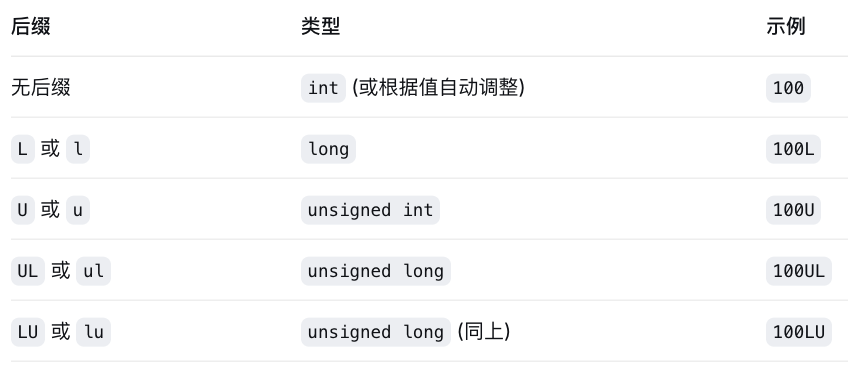 后缀 类型 示例
无后缀 int (或根据值自动调整) 100
L 或 l long 100L
U 或 u unsigned int 100U
UL 或 ul unsigned long 100UL
LU 或 lu unsigned long (同上) 100LU